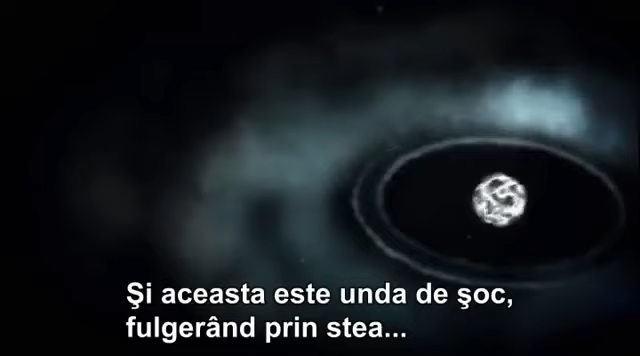 Şi aceasta este unda de şoc,
fulgerând prin stea...